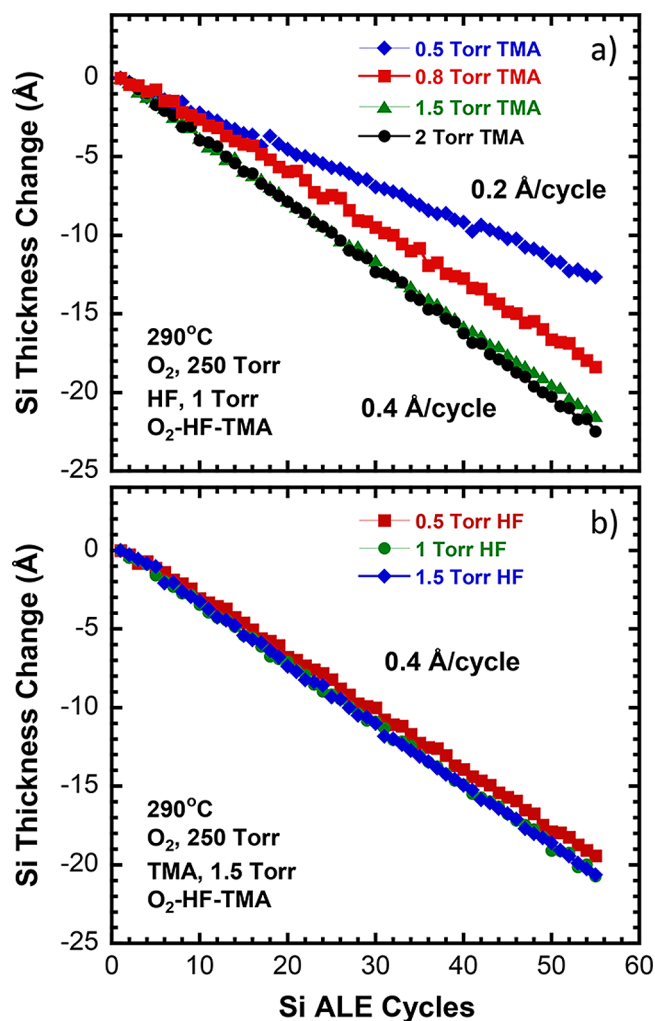 a)
0.5 Torr TMA
0.8 Torr TMA
1.5 Torr TMA
2 Torr TMA
0
-5
-10
-15
-20
-25
Si Thickness Change (Å)
0.2 Å/cycle
0.4 Å/cycle
290°C
O₂, 250 Torr
HF, 1 Torr
O₂-HF-TMA
b)
0.5 Torr HF
1 Torr HF
1.5 Torr HF
0
-5
-10
-15
-20
-25
Si Thickness Change (Å)
0.4 Å/cycle
290°C
O₂, 250 Torr
TMA, 1.5 Torr
O₂-HF-TMA
0 10 20 30 40 50 60
Si ALE Cycles